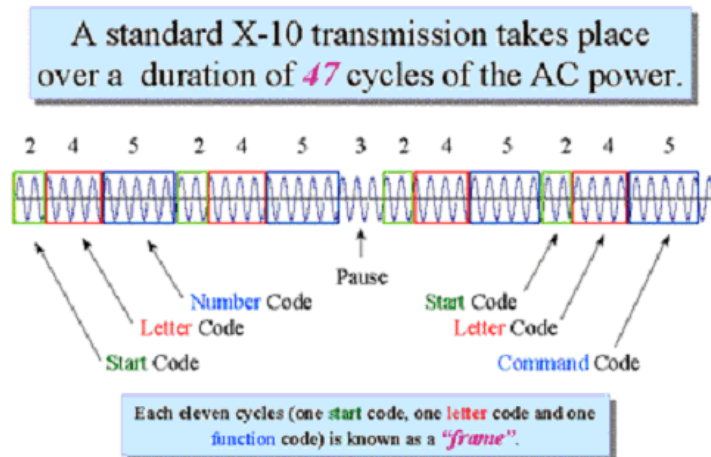 A standard X-10 transmission takes place
over a duration of 47 cycles of the AC power.
2 4 5 2 4 5 3 2 4 5 2 4 5
Pause
Number Code
Letter Code
Start Code
Start Code
Letter Code
Command Code
Each eleven cycles (one start code, one letter code and one
function code) is known as a "frame".